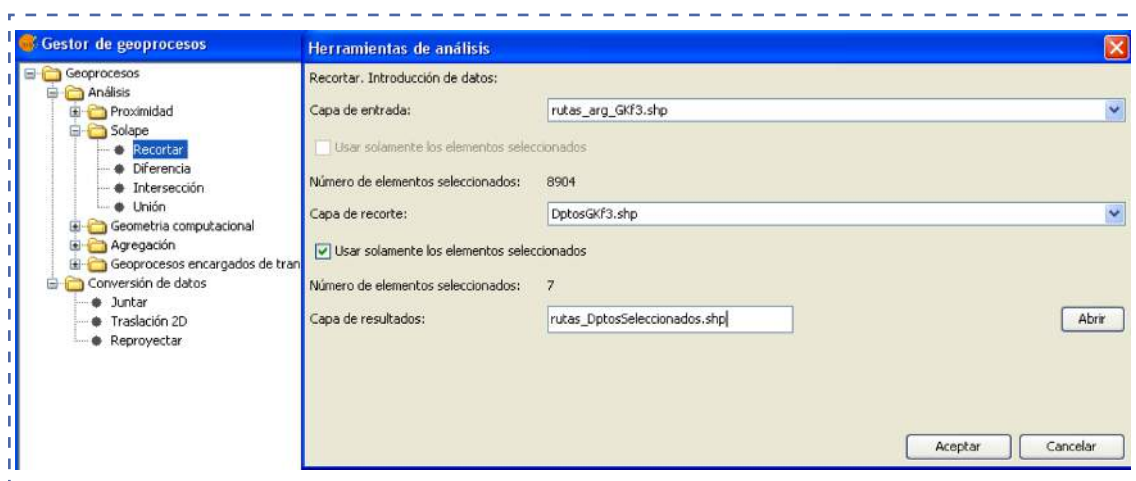 Gestor de geoprocesos
Geoprocesos
Análisis
Proximidad
Solape
Recortar
Diferencia
Intersección
Unión
Geometria computacional
Agregación
Geoprocesos encargados de tran
Conversión de datos
Juntar
Traslación 2D
Reproyectar
Herramientas de análisis
Recortar. Introducción de datos:
Capa de entrada: rutas_arg_GKf3.shp
Usar solamente los elementos seleccionados
Número de elementos seleccionados: 8904
Capa de recorte: DptosGKf3.shp
Usar solamente los elementos seleccionados
Número de elementos seleccionados: 7
Capa de resultados: rutas_DptosSeleccionados.shp Abrir
Aceptar Cancelar